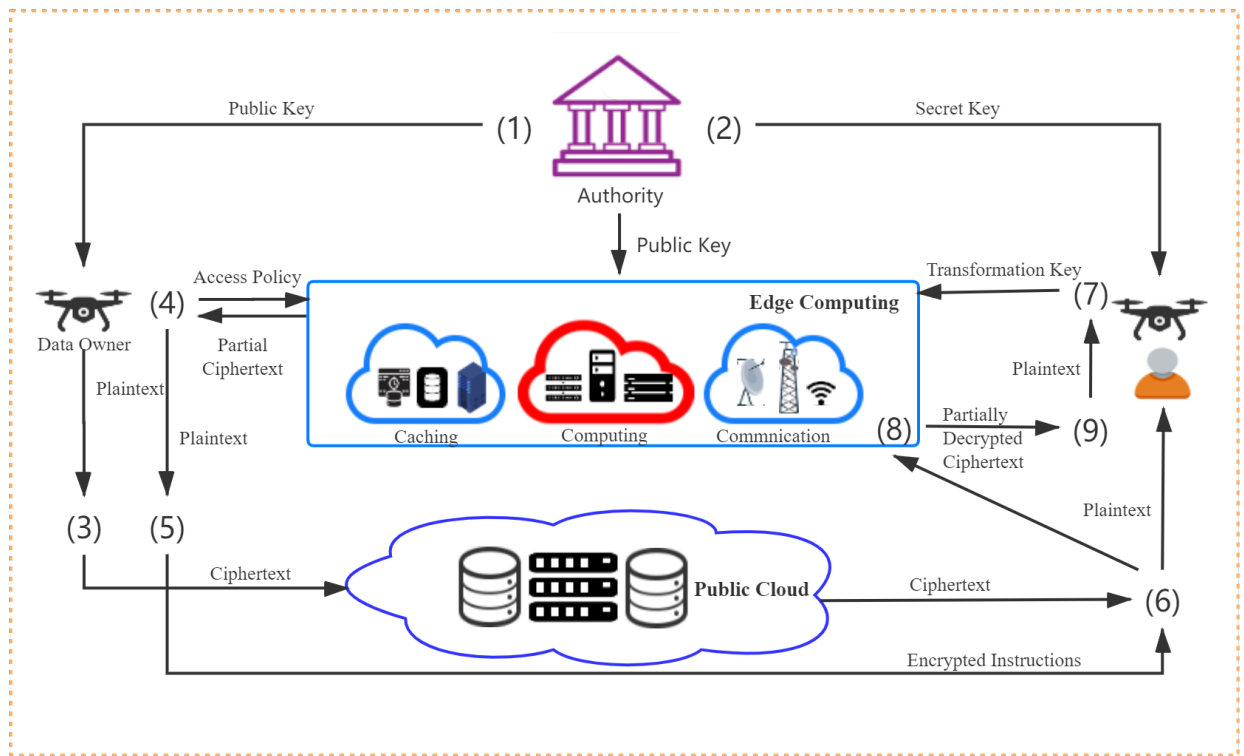 Public Key
Secret Key
(1)
(2)
Authority
Public Key
Access Policy
Transformation Key
(4)
(7)
Edge Computing
Data Owner
Partial
Ciphertext
Plaintext
Plaintext
Plaintext
Caching
Computing
Commnication
(8)
Partially
Decrypted
Ciphertext
(9)
(3)
(5)
Plaintext
Ciphertext
Public Cloud
Ciphertext
(6)
Encrypted Instructions